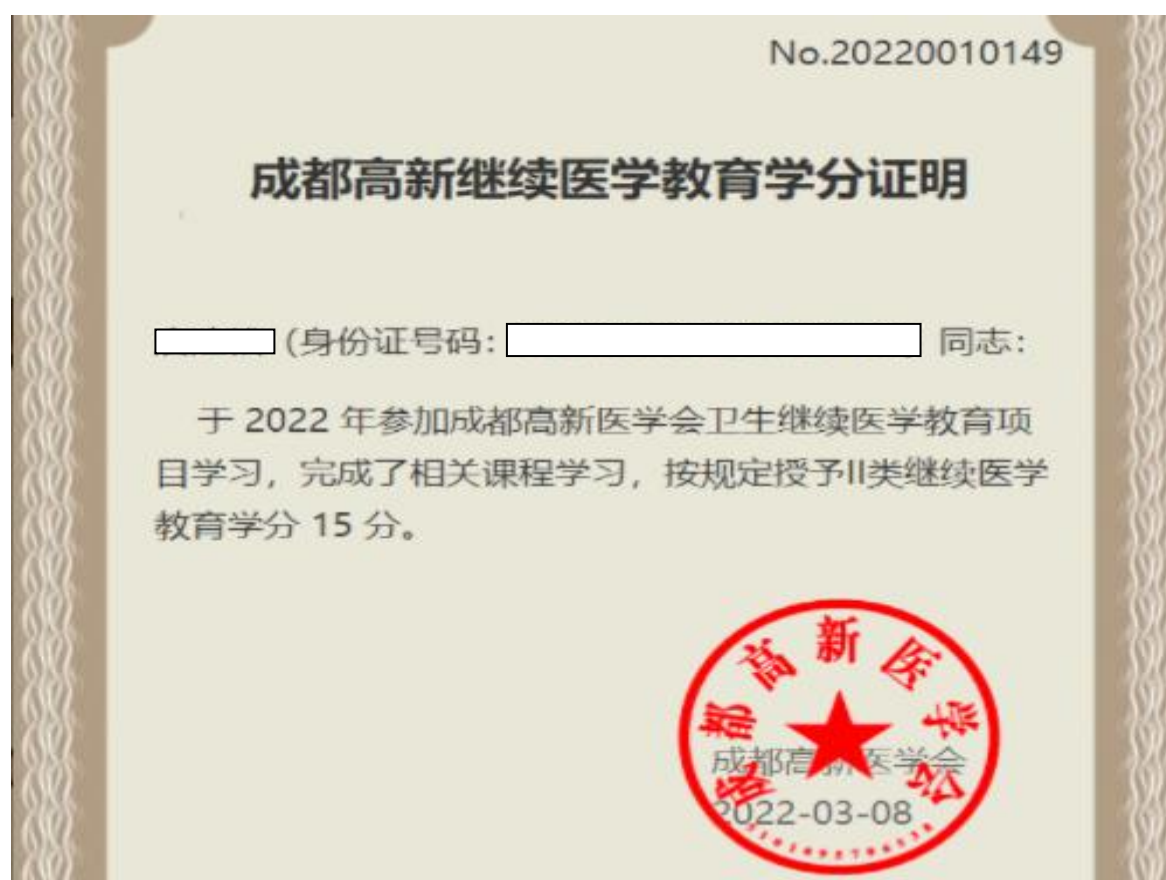 No.20220010149
成都高新继续医学教育学分证明
(身份证号码: 同志:
于 2022 年参加成都高新医学会卫生继续医学教育项
目学习, 完成了相关课程学习, 按规定授予II类继续医学
教育学分 15 分。
成都高新医学会
成都高新医学会
2022-03-08